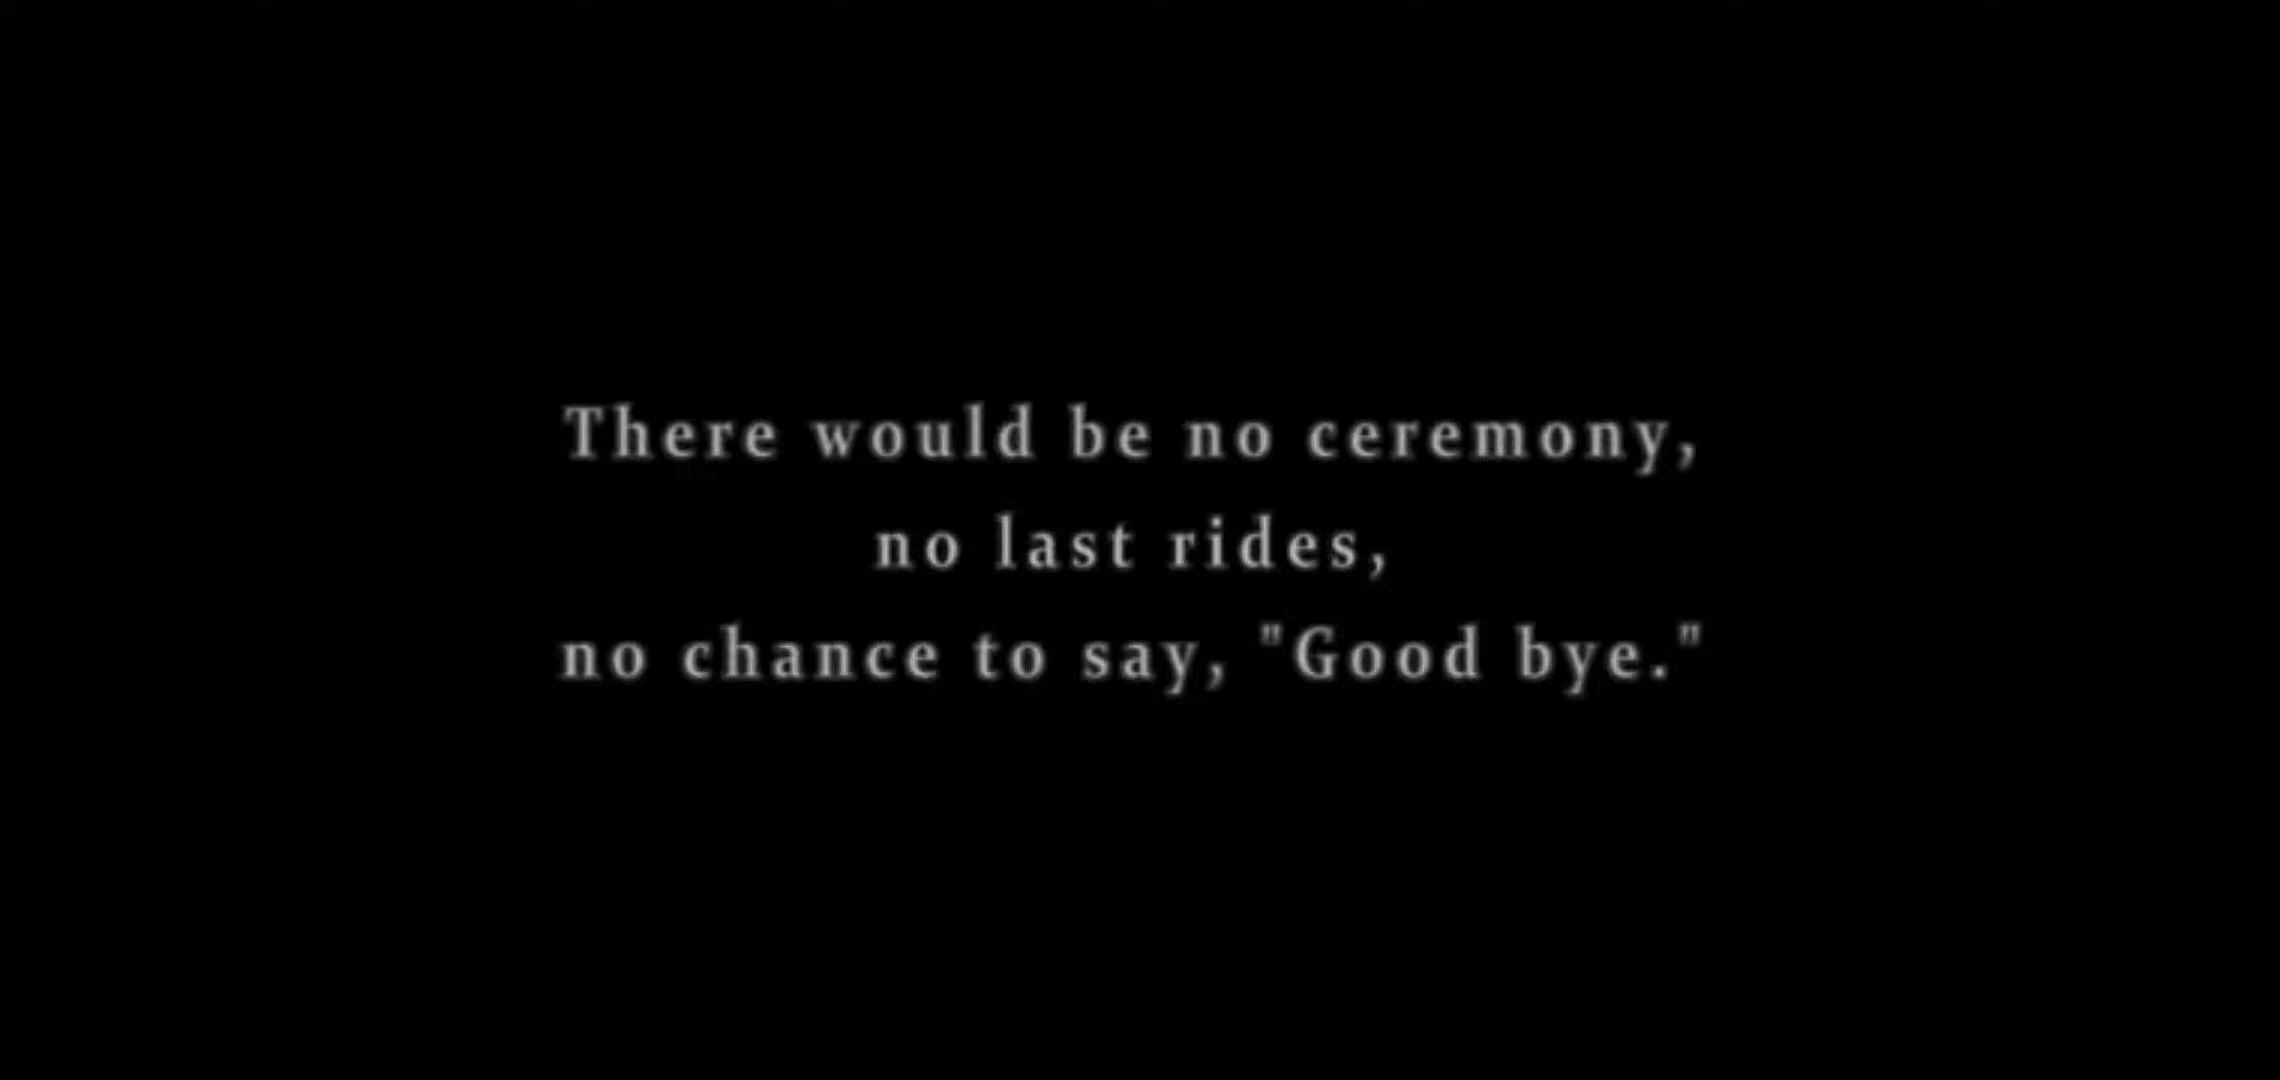 There would be no ceremony,
no last rides,
no chance to say, "Good bye."